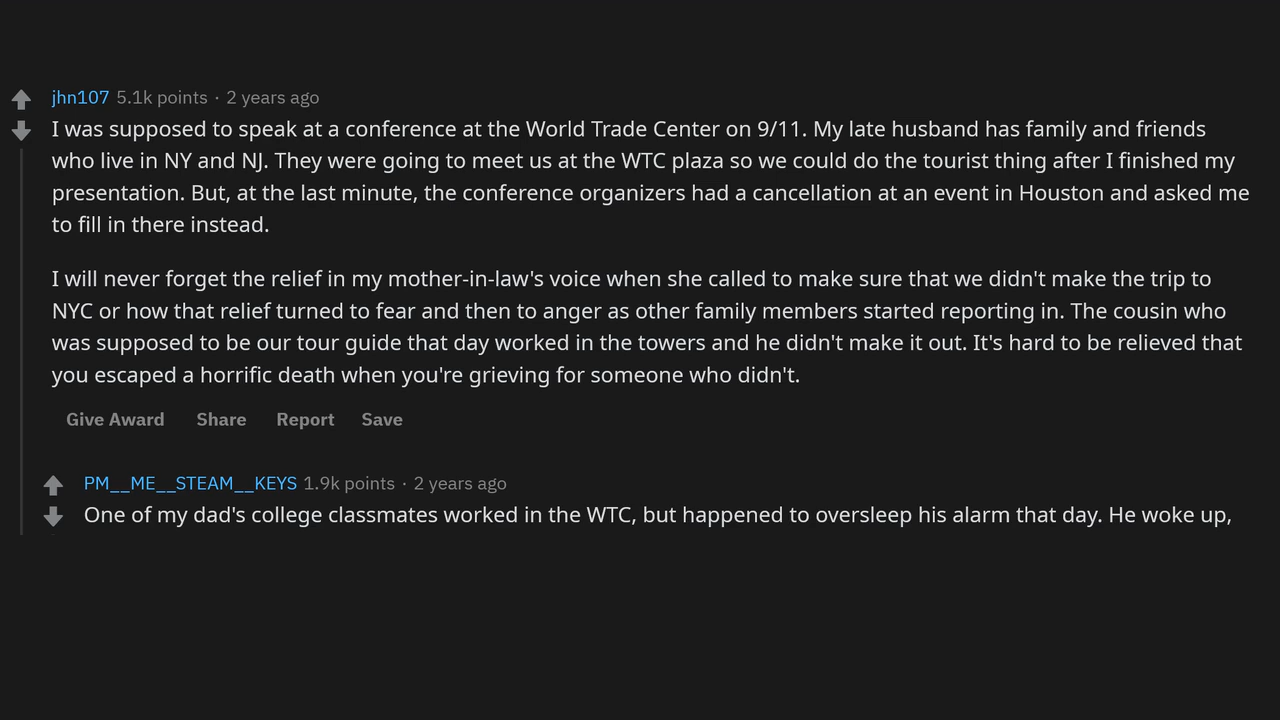 jhn107 5.1k points · 2 years ago
I was supposed to speak at a conference at the World Trade Center on 9/11. My late husband has family and friends
who live in NY and NJ. They were going to meet us at the WTC plaza so we could do the tourist thing after I finished my
presentation. But, at the last minute, the conference organizers had a cancellation at an event in Houston and asked me
to fill in there instead.
I will never forget the relief in my mother-in-law's voice when she called to make sure that we didn't make the trip to
NYC or how that relief turned to fear and then to anger as other family members started reporting in. The cousin who
was supposed to be our tour guide that day worked in the towers and he didn't make it out. It's hard to be relieved that
you escaped a horrific death when you're grieving for someone who didn't.
Give Award Share Report Save
PM__ME__STEAM__KEYS 1.9k points · 2 years ago
One of my dad's college classmates worked in the WTC, but happened to oversleep his alarm that day. He woke up,